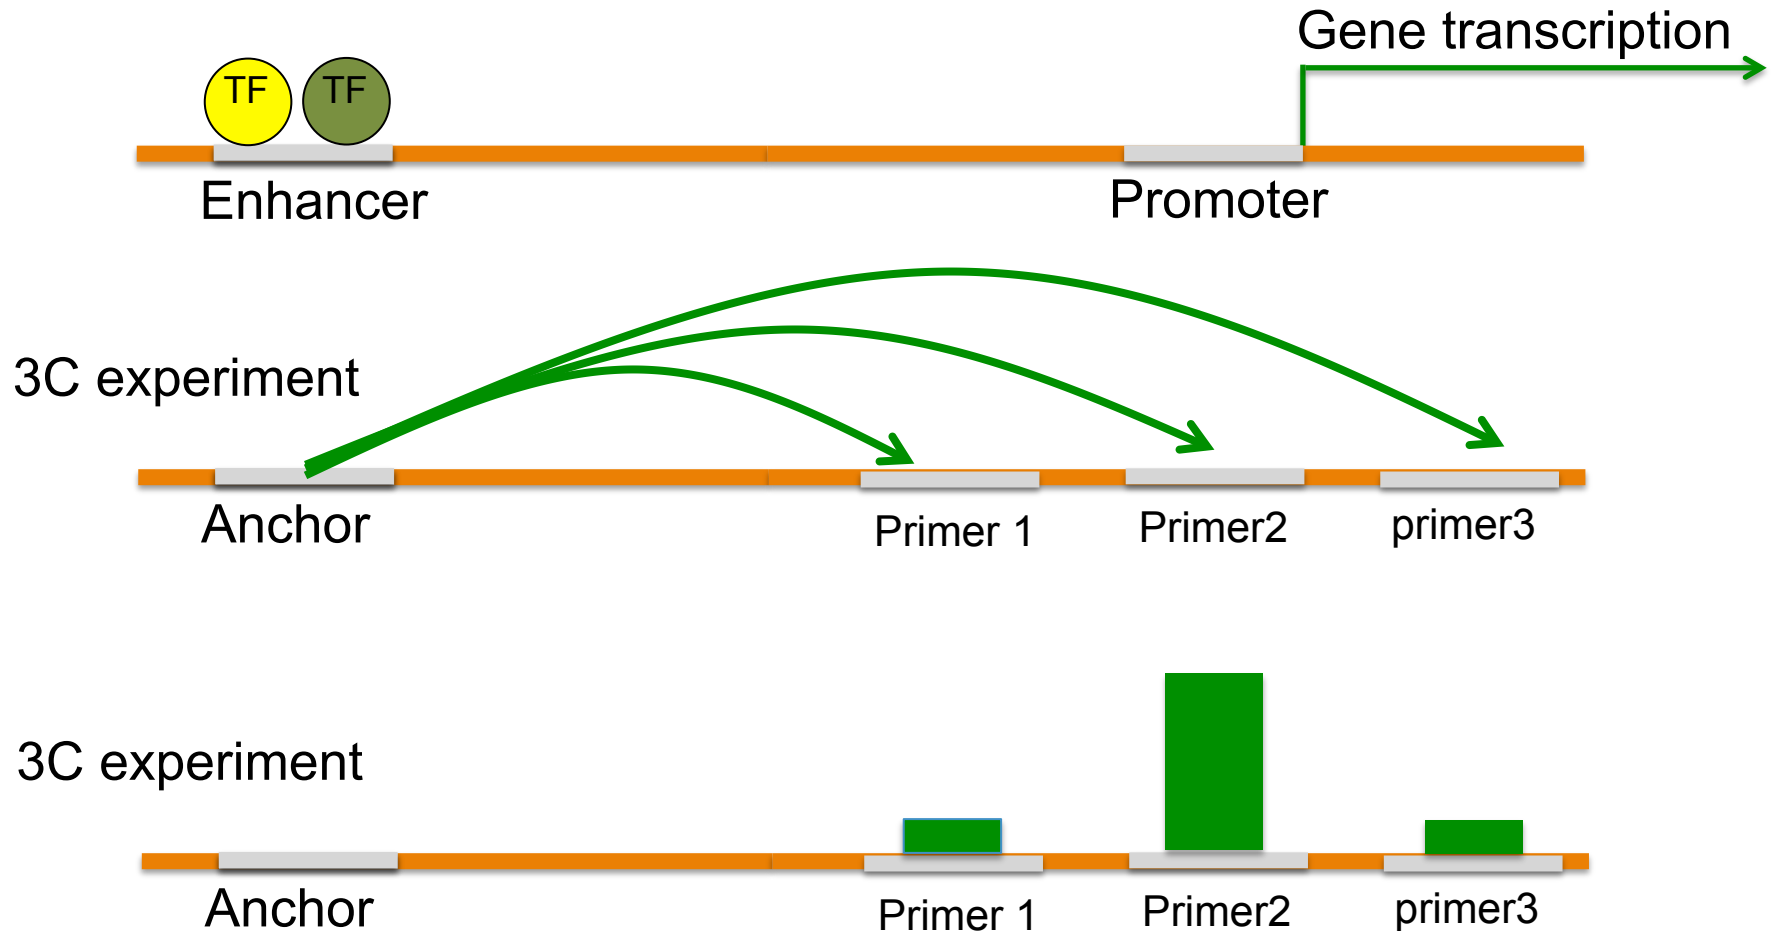 Gene transcription
TF TF
Enhancer
Promoter
3C experiment
Anchor
Primer 1
Primer2
primer3
3C experiment
Anchor
Primer 1
Primer2
primer3